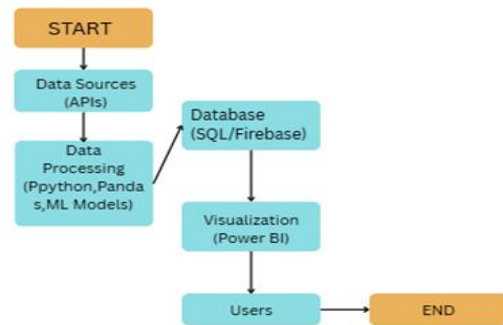 START
Data Sources
(APIs)
Data
Processing
(Ppython,Panda
s,ML Models)
Database
(SQL/Firebase)
Visualization
(Power BI)
Users
END